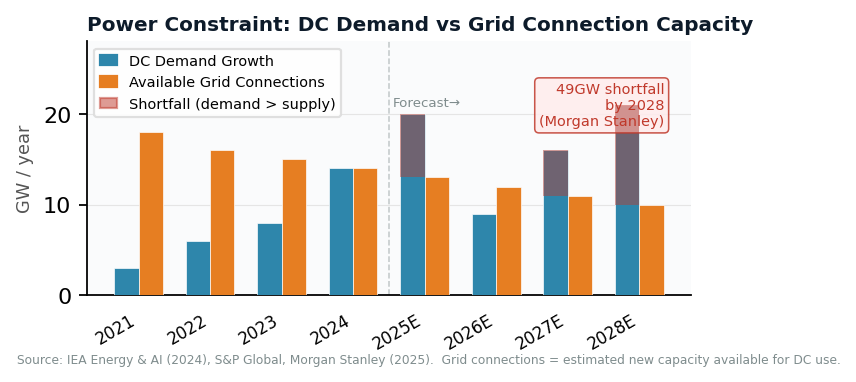 Power Constraint: DC Demand vs Grid Connection Capacity
DC Demand Growth
Available Grid Connections
Shortfall (demand > supply)
Forecast→
49GW shortfall
by 2028
(Morgan Stanley)
GW / year
20
10
0
2021
2022
2023
2024
2025E
2026E
2027E
2028E
Source: IEA Energy & AI (2024), S&P Global, Morgan Stanley (2025).  Grid connections = estimated new capacity available for DC use.